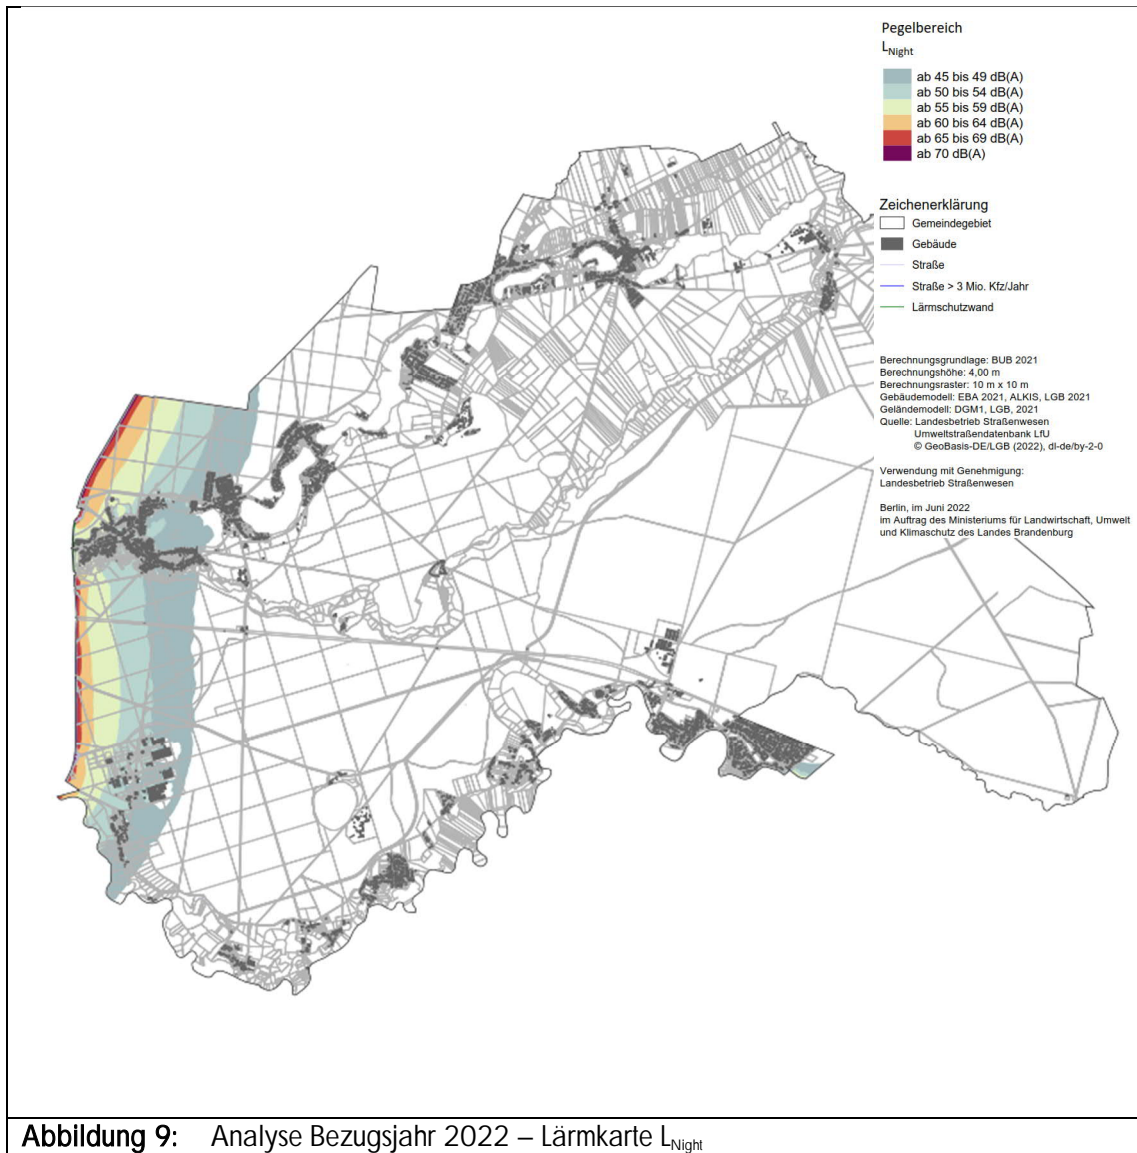 Pegelbereich
LNight
ab 45 bis 49 dB(A)
ab 50 bis 54 dB(A)
ab 55 bis 59 dB(A)
ab 60 bis 64 dB(A)
ab 65 bis 69 dB(A)
ab 70 dB(A)
Zeichenerklärung
Gemeindegebiet
Gebäude
Straße
Straße > 3 Mio. Kfz/Jahr
Lärmschutzwand
Berechnungsgrundlage: BUB 2021
Berechnungshöhe: 4,00 m
Berechnungsraster: 10 m x 10 m
Gebäudemodell: EBA 2021, ALKIS, LGB 2021
Geländemodell: DGM1, LGB, 2021
Quelle: Landesbetrieb Straßenwesen
Umweltstraßendatenbank LfU
© GeoBasis-DE/LGB (2022), dl-de/by-2-0
Verwendung mit Genehmigung:
Landesbetrieb Straßenwesen
Berlin, im Juni 2022
im Auftrag des Ministeriums für Landwirtschaft, Umwelt
und Klimaschutz des Landes Brandenburg
Abbildung 9: Analyse Bezugsjahr 2022 – Lärmkarte LNight